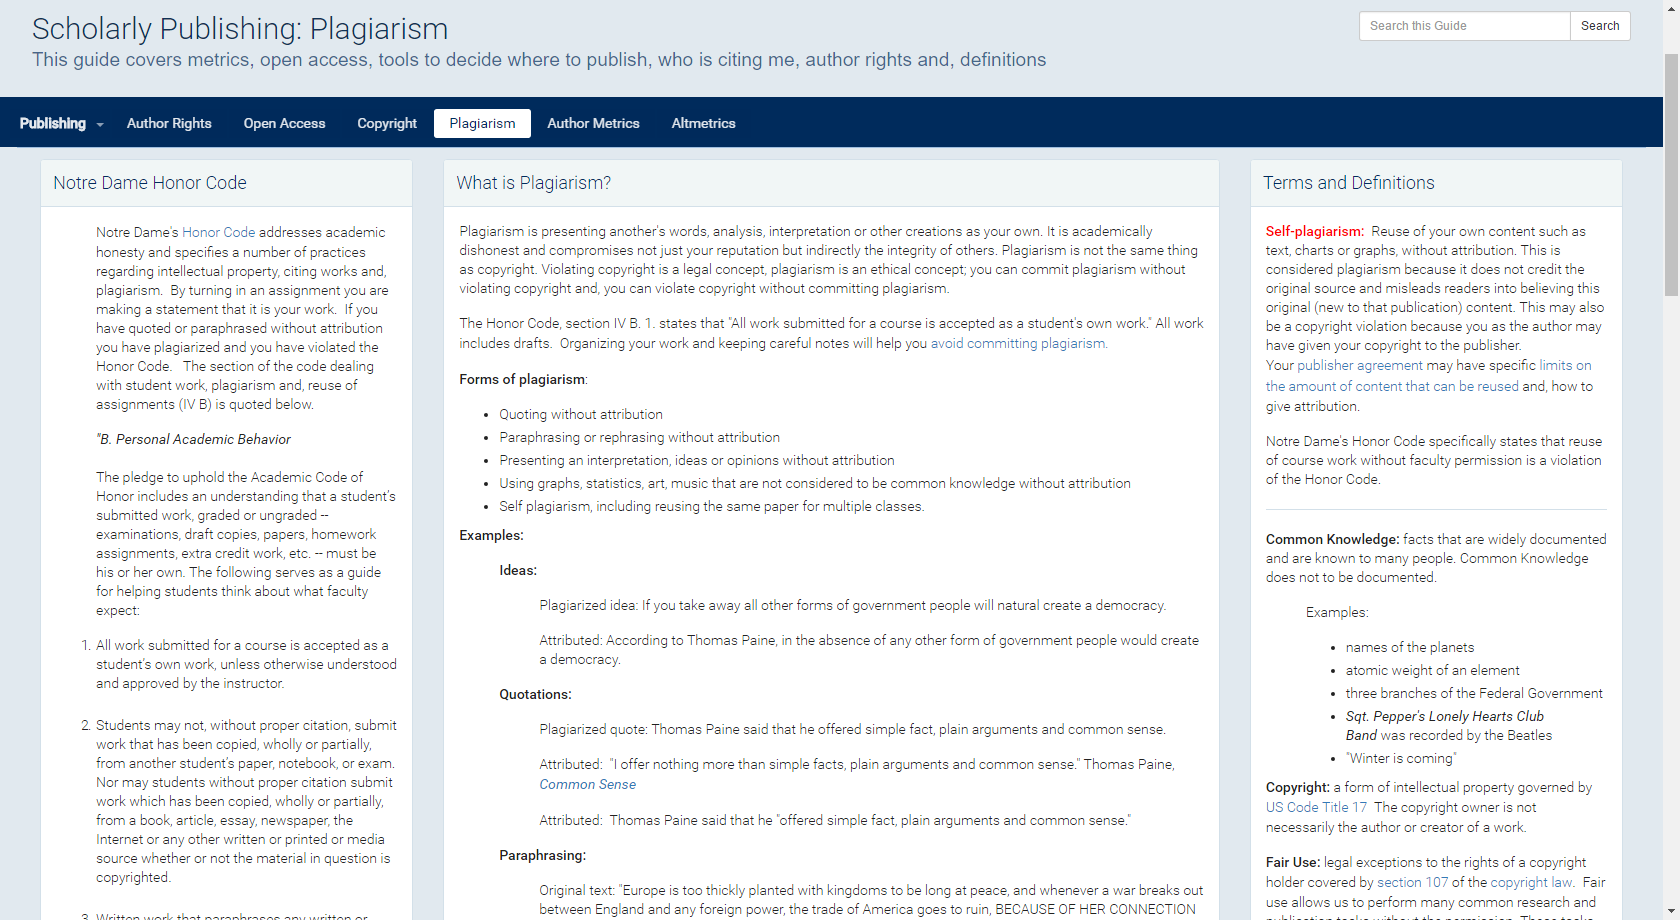 Scholarly Publishing: Plagiarism
This guide covers metrics, open access, tools to decide where to publish, who is citing me, author rights and, definitions
Search this Guide
Search
Publishing
Author Rights
Open Access
Copyright
Plagiarism
Author Metrics
Altmetrics
Notre Dame Honor Code
Notre Dame's Honor Code addresses academic
honesty and specifies a number of practices
regarding intellectual property, citing works and,
plagiarism.  By turning in an assignment you are
making a statement that it is your work.  If you
have quoted or paraphrased without attribution
you have plagiarized and you have violated the
Honor Code.   The section of the code dealing
with student work, plagiarism and, reuse of
assignments (IV B) is quoted below.
"B. Personal Academic Behavior
The pledge to uphold the Academic Code of
Honor includes an understanding that a student's
submitted work, graded or ungraded --
examinations, draft copies, papers, homework
assignments, extra credit work, etc. -- must be
his or her own. The following serves as a guide
for helping students think about what faculty
expect:
1. All work submitted for a course is accepted as a
student's own work, unless otherwise understood
and approved by the instructor.
2. Students may not, without proper citation, submit
work that has been copied, wholly or partially,
from another student's paper, notebook, or exam.
Nor may students without proper citation submit
work which has been copied, wholly or partially,
from a book, article, essay, newspaper, the
Internet or any other written or printed or media
source whether or not the material in question is
copyrighted.
3. Written work that paraphrases any written or
What is Plagiarism?
Plagiarism is presenting another's words, analysis, interpretation or other creations as your own. It is academically
dishonest and compromises not just your reputation but indirectly the integrity of others. Plagiarism is not the same thing
as copyright. Violating copyright is a legal concept, plagiarism is an ethical concept; you can commit plagiarism without
violating copyright and, you can violate copyright without committing plagiarism.
The Honor Code, section IV B. 1. states that "All work submitted for a course is accepted as a student's own work." All work
includes drafts.  Organizing your work and keeping careful notes will help you avoid committing plagiarism.
Forms of plagiarism:
• Quoting without attribution
• Paraphrasing or rephrasing without attribution
• Presenting an interpretation, ideas or opinions without attribution
• Using graphs, statistics, art, music that are not considered to be common knowledge without attribution
• Self plagiarism, including reusing the same paper for multiple classes.
Examples:
Ideas:
Plagiarized idea: If you take away all other forms of government people will natural create a democracy.
Attributed: According to Thomas Paine, in the absence of any other form of government people would create
a democracy.
Quotations:
Plagiarized quote: Thomas Paine said that he offered simple fact, plain arguments and common sense.
Attributed:  "I offer nothing more than simple facts, plain arguments and common sense." Thomas Paine,
Common Sense
Attributed:  Thomas Paine said that he "offered simple fact, plain arguments and common sense."
Paraphrasing:
Original text: "Europe is too thickly planted with kingdoms to be long at peace, and whenever a war breaks out
between England and any foreign power, the trade of America goes to ruin, BECAUSE OF HER CONNECTION
Terms and Definitions
Self-plagiarism:  Reuse of your own content such as
text, charts or graphs, without attribution. This is
considered plagiarism because it does not credit the
original source and misleads readers into believing this
original (new to that publication) content. This may also
be a copyright violation because you as the author may
have given your copyright to the publisher.
Your publisher agreement may have specific limits on
the amount of content that can be reused and, how to
give attribution.
Notre Dame's Honor Code specifically states that reuse
of course work without faculty permission is a violation
of the Honor Code.
Common Knowledge: facts that are widely documented
and are known to many people. Common Knowledge
does not to be documented.
Examples:
• names of the planets
• atomic weight of an element
• three branches of the Federal Government
• Sqt. Pepper's Lonely Hearts Club
Band was recorded by the Beatles
• "Winter is coming"
Copyright: a form of intellectual property governed by
US Code Title 17  The copyright owner is not
necessarily the author or creator of a work.
Fair Use: legal exceptions to the rights of a copyright
holder covered by section 107 of the copyright law.  Fair
use allows us to perform many common research and
publication tasks without the permission. These tasks